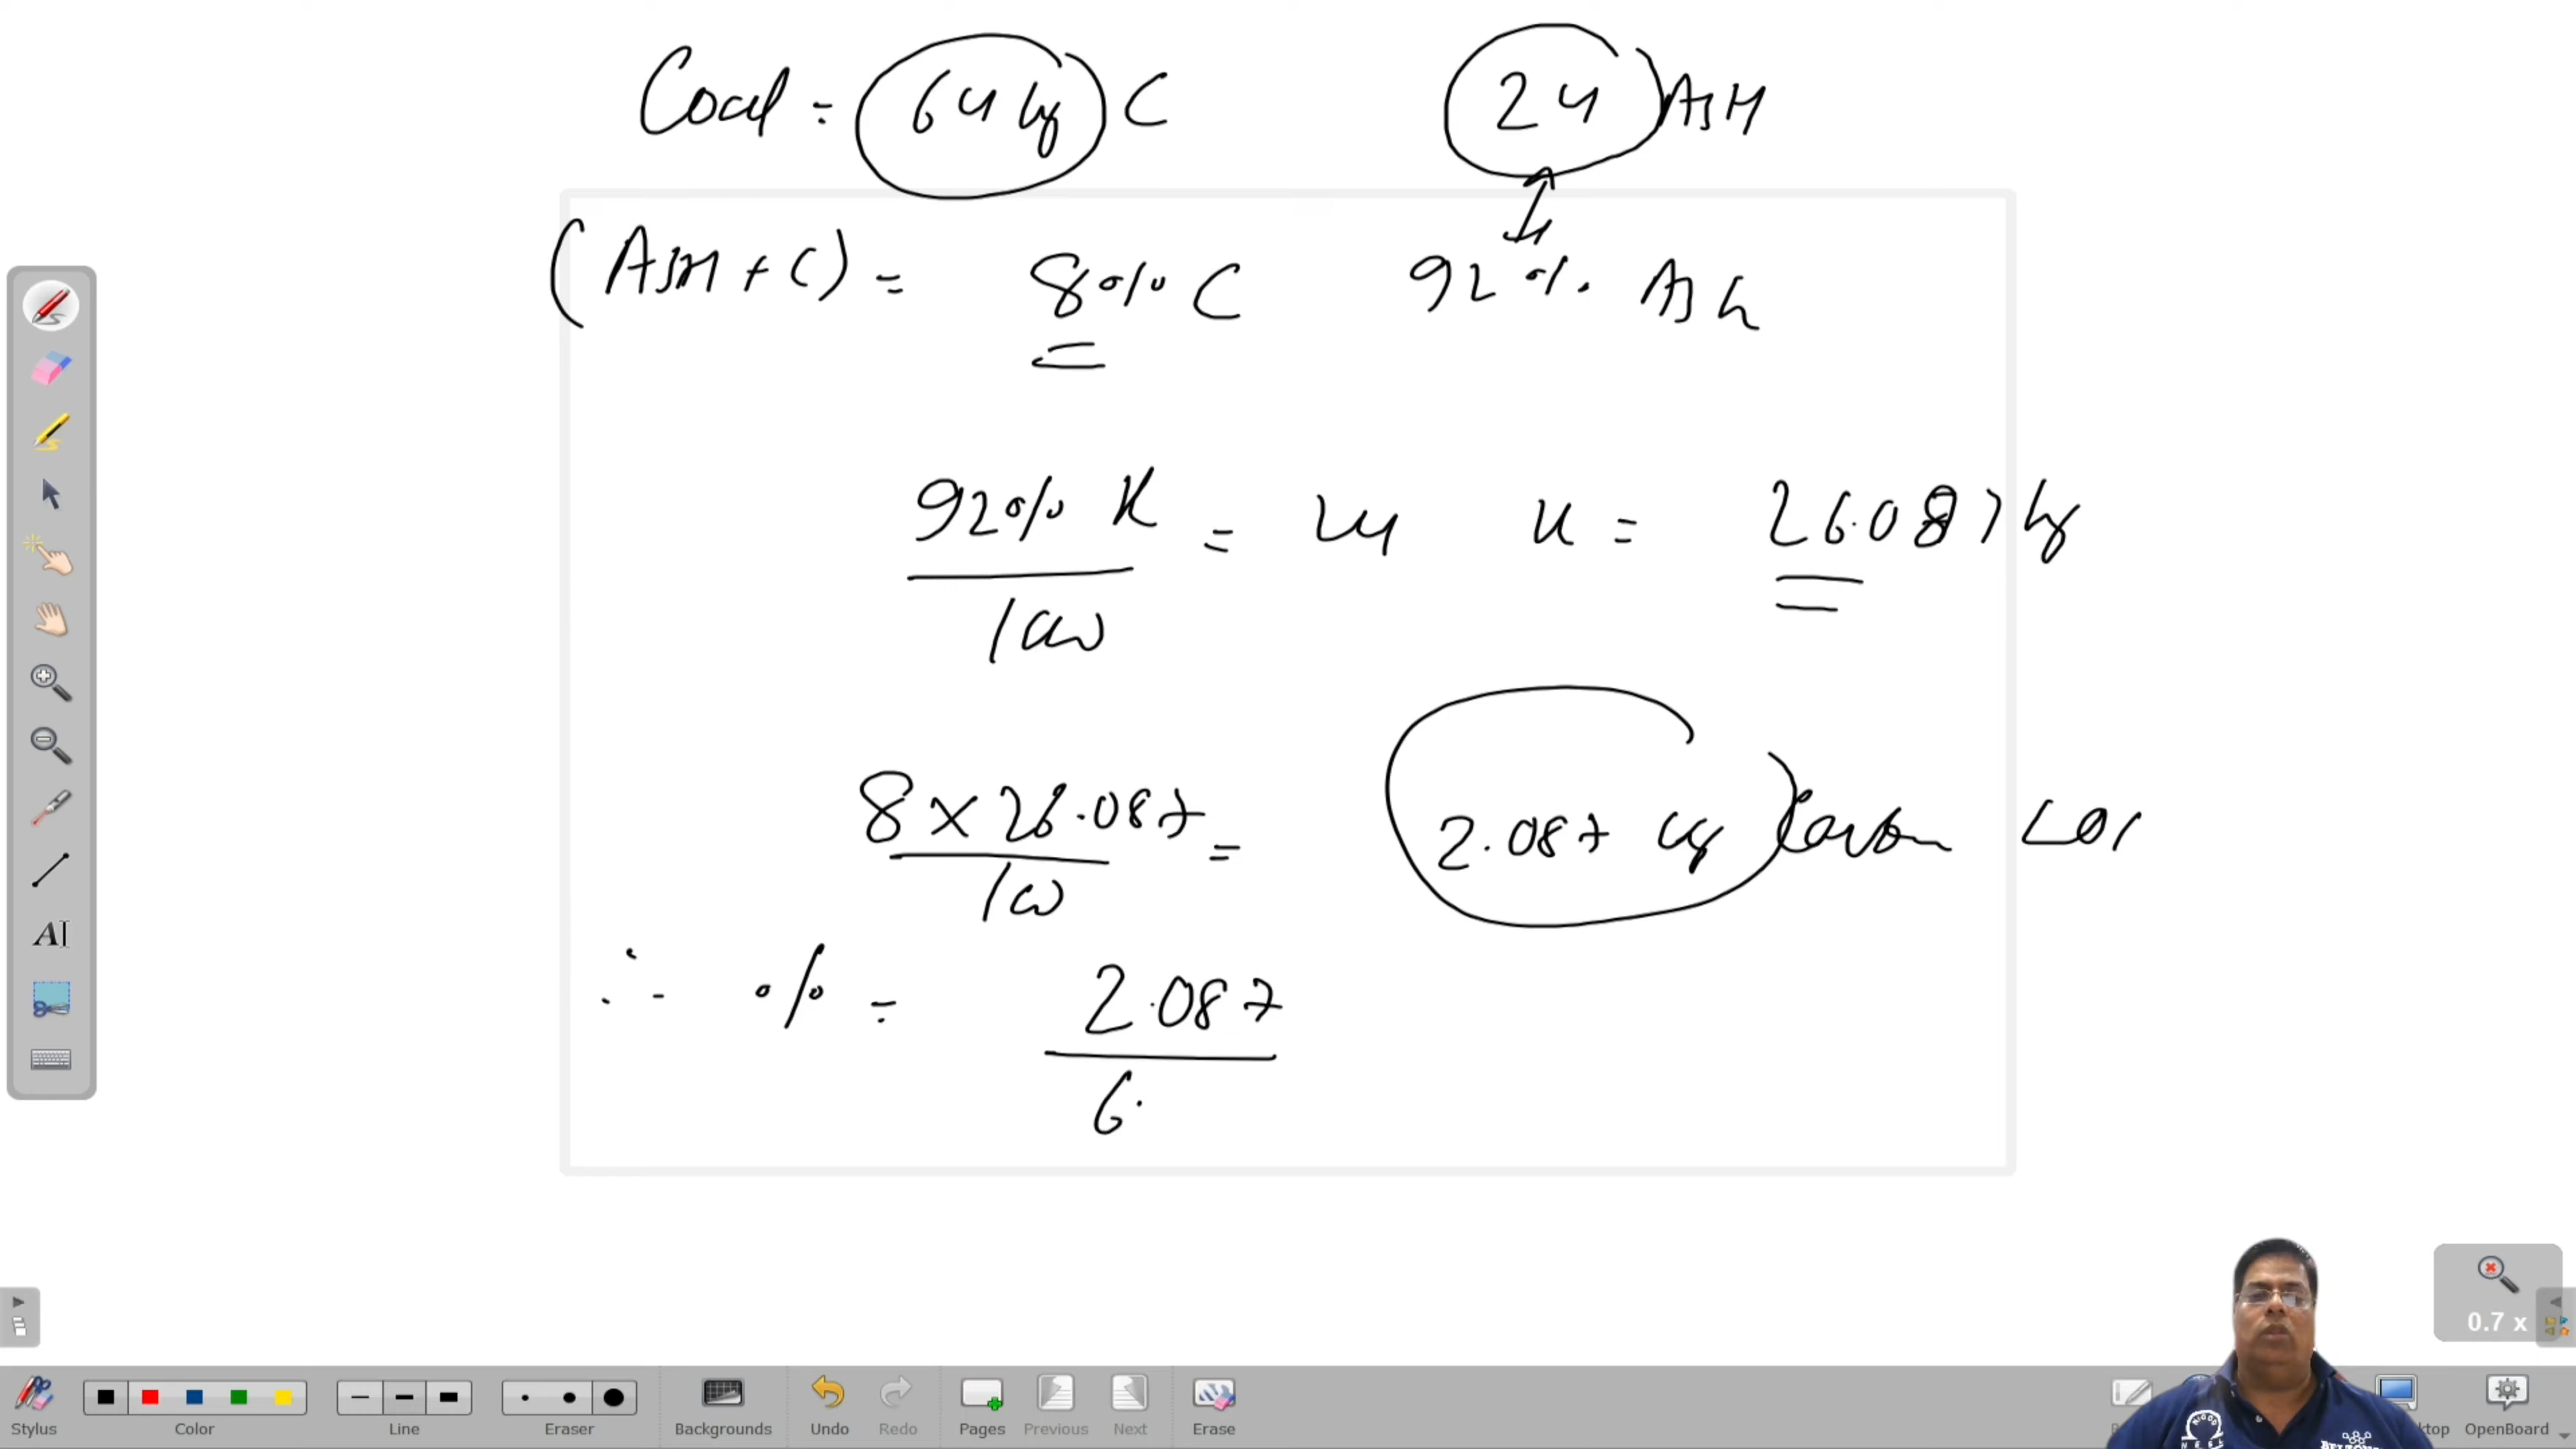 Coal = 64 kg C 24 ASH
(ASH + C) = 8% C 92% Ash
92% x = 24 x = 26.087 kg
100
8 x 26.087 = 2.087 kg Carbon Los
100
∴ % = 2.087
6.
0.7 x
Stylus Color Line Eraser Backgrounds Undo Redo Pages Previous Next Erase OpenBoard